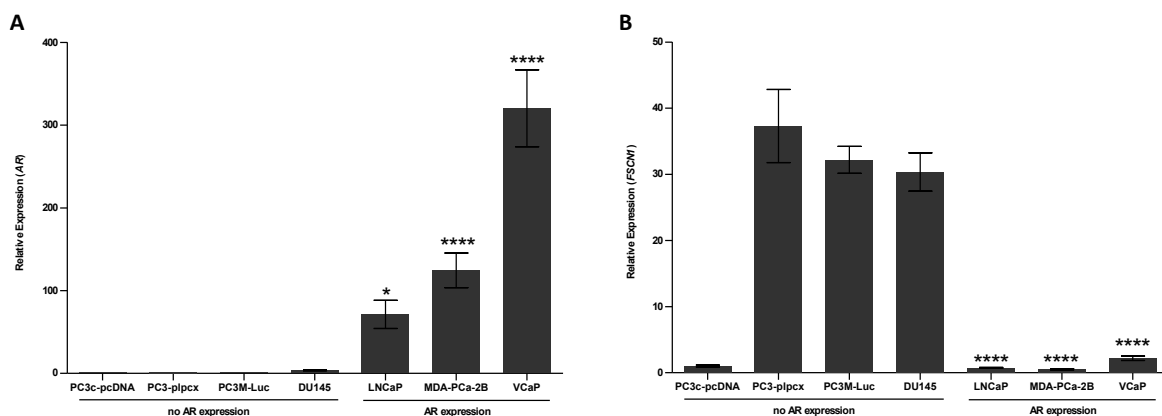 A
Relative Expression (AR)
400
300
200
100
0
****
****
*
PC3c-pcDNA PC3-plpcx PC3M-Luc DU145 LNCaP MDA-PCa-2B VCaP
no AR expression AR expression
B
Relative Expression (FSCN1)
50
40
30
20
10
0
**** **** ****
PC3c-pcDNA PC3-plpcx PC3M-Luc DU145 LNCaP MDA-PCa-2B VCaP
no AR expression AR expression